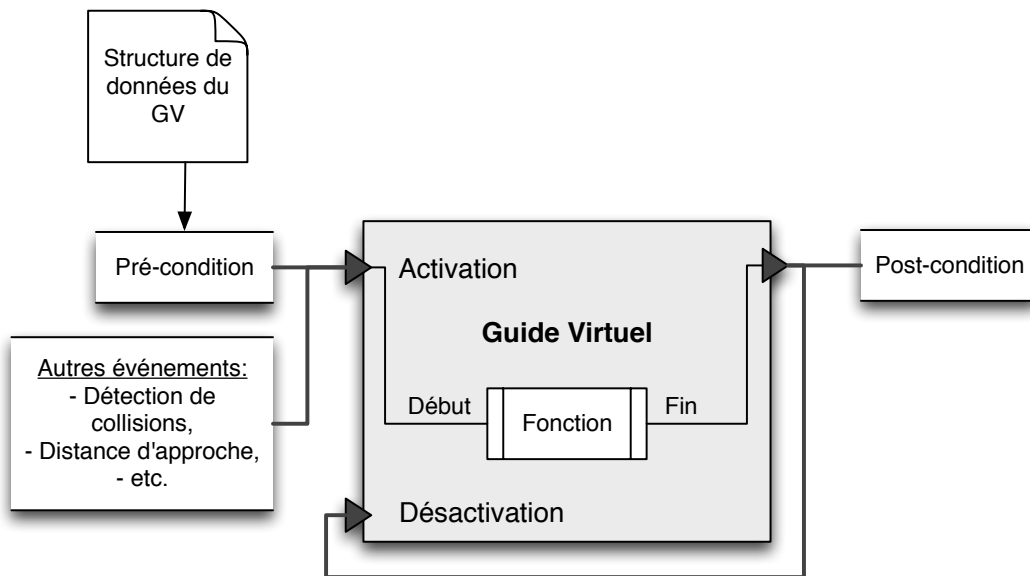 Structure de
données du
GV
Pré-condition
Autres événements:
- Détection de
collisions,
- Distance d'approche,
- etc.
Activation
Guide Virtuel
Début
Fonction
Fin
Désactivation
Post-condition